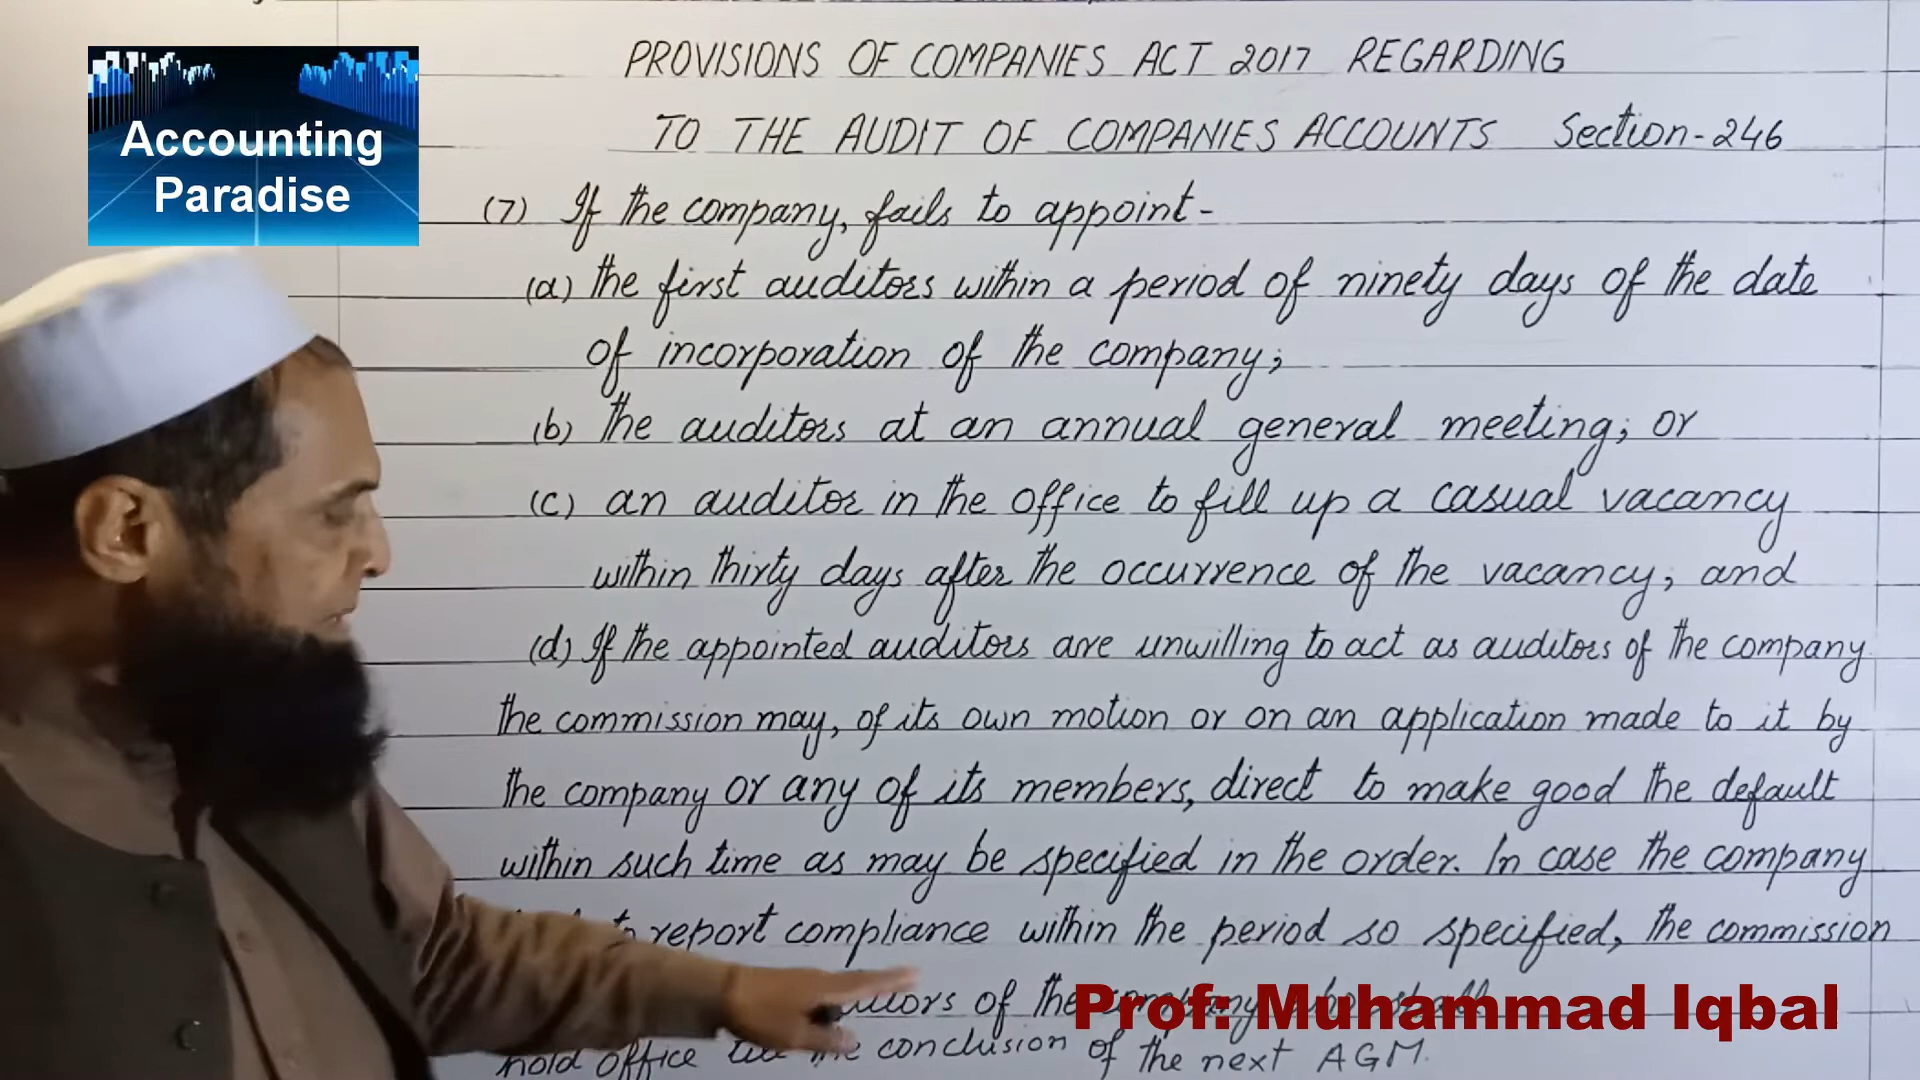 Accounting
Paradise
PROVISIONS OF COMPANIES ACT 2017 REGARDING
TO THE AUDIT OF COMPANIES ACCOUNTS Section-246
(7) If the company, fails to appoint-
(a) the first auditors within a period of ninety days of the date
of incorporation of the company;
(b) the auditors at an annual general meeting; or
(c) an auditor in the office to fill up a casual vacancy
within thirty days after the occurrence of the vacancy; and
(d) If the appointed auditors are unwilling to act as auditors of the company
the commission may, of its own motion or on an application made to it by
the company or any of its members, direct to make good the default
within such time as may be specified in the order. In case the company
report compliance within the period so specified, the commission
of the company who shall
Prof: Muhammad Iqbal
hold office till the conclusion of the next AGM.